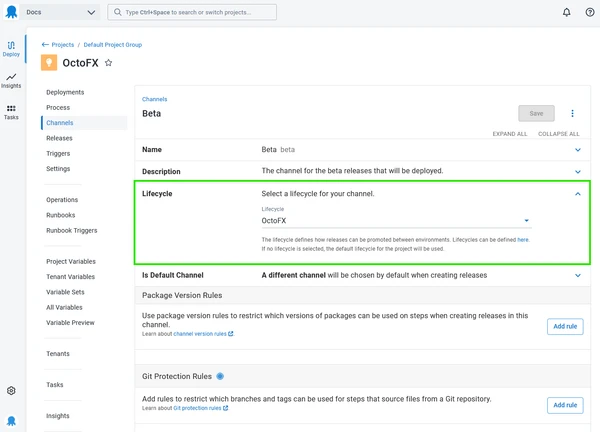 Docs
Type Ctrl+Space to search or switch projects...
Deploy
Insights
Tasks
← Projects / Default Project Group
OctoFX
Deployments
Process
Channels
Releases
Triggers
Settings
Operations
Runbooks
Runbook Triggers
Project Variables
Tenant Variables
Variable Sets
All Variables
Variable Preview
Tenants
Tasks
Insights
Channels
Beta
Save
EXPAND ALL COLLAPSE ALL
Name Beta beta
Description The channel for the beta releases that will be deployed.
Lifecycle Select a lifecycle for your channel.
Lifecycle
OctoFX
The lifecycle defines how releases can be promoted between environments. Lifecycles can be defined here.
If no lifecycle is selected, the default lifecycle for the project will be used.
Is Default Channel A different channel will be chosen by default when creating releases
Package Version Rules
Use package version rules to restrict which versions of packages can be used on steps when creating releases in this
channel.
Learn about channel version rules.
Add rule
Git Protection Rules
Add rules to restrict which branches and tags can be used for steps that source files from a Git repository.
Learn about Git protection rules
Add rule